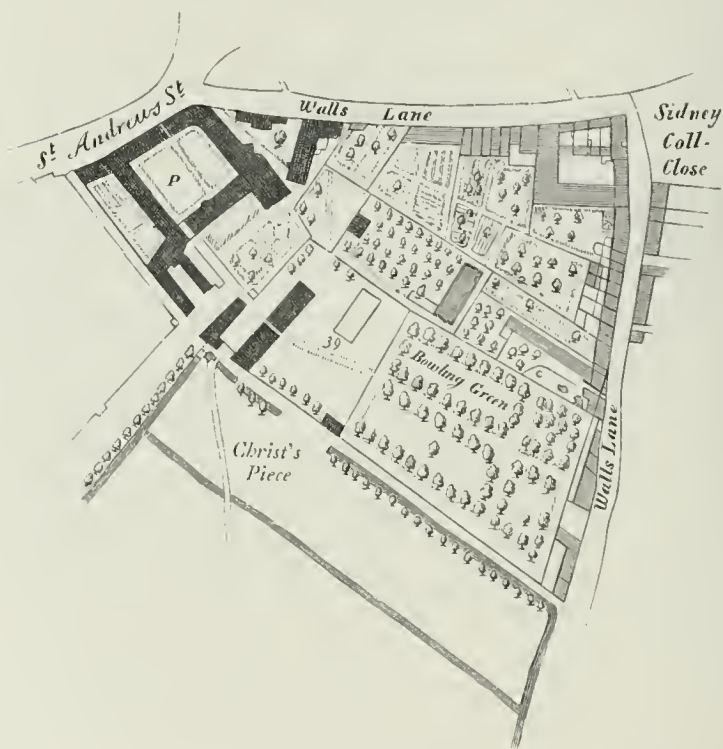 St Andrews St
Walls Lane
Sidney
Coll-
Close
P
39
Bowling Green
C
Christ's
Piece
Walls Lane